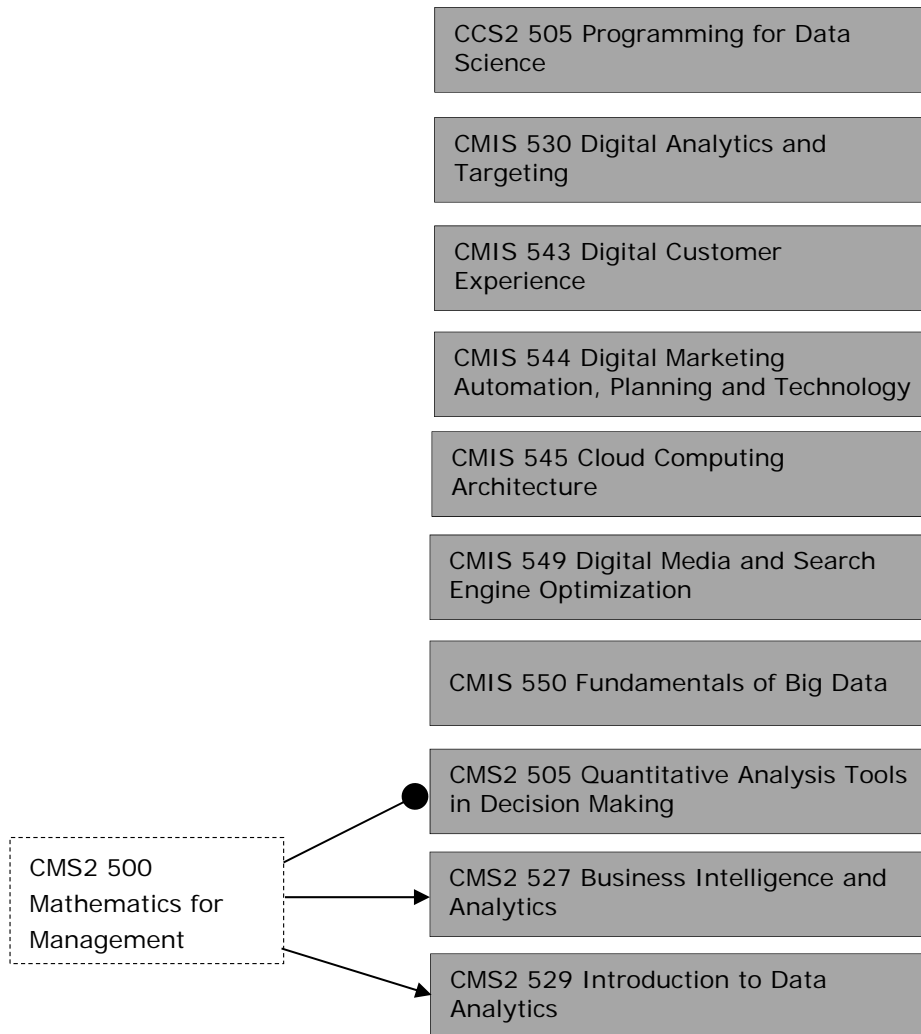 CCS2 505 Programming for Data
Science
CMIS 530 Digital Analytics and
Targeting
CMIS 543 Digital Customer
Experience
CMIS 544 Digital Marketing
Automation, Planning and Technology
CMIS 545 Cloud Computing
Architecture
CMIS 549 Digital Media and Search
Engine Optimization
CMIS 550 Fundamentals of Big Data
CMS2 505 Quantitative Analysis Tools
in Decision Making
CMS2 500
Mathematics for
Management
CMS2 527 Business Intelligence and
Analytics
CMS2 529 Introduction to Data
Analytics